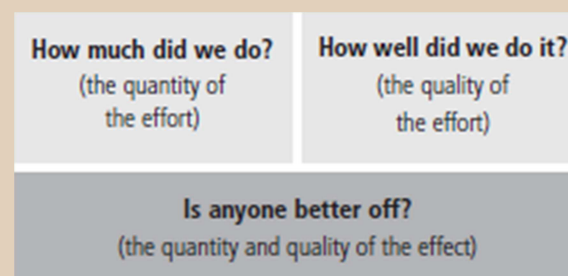 How much did we do?
(the quantity of
the effort)
How well did we do it?
(the quality of
the effort)
Is anyone better off?
(the quantity and quality of the effect)